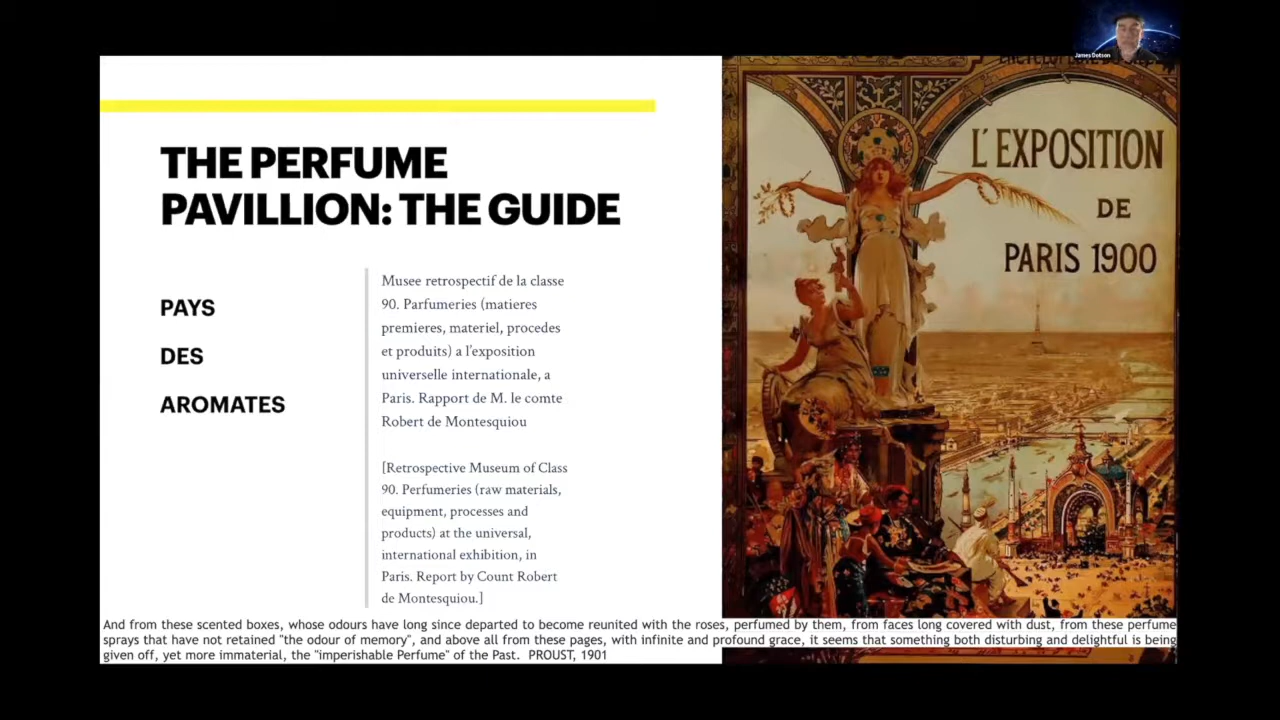 James Dotson
THE PERFUME
PAVILLION: THE GUIDE
PAYS
DES
AROMATES
Musee retrospectif de la classe
90. Parfumeries (matieres
premieres, materiel, procedes
et produits) a l'exposition
universelle internationale, a
Paris. Rapport de M. le comte
Robert de Montesquiou
[Retrospective Museum of Class
90. Perfumeries (raw materials,
equipment, processes and
products) at the universal,
international exhibition, in
Paris. Report by Count Robert
de Montesquiou.]
L'EXPOSITION
DE
PARIS 1900
And from these scented boxes, whose odours have long since departed to become reunited with the roses, perfumed by them, from faces long covered with dust, from these perfume
sprays that have not retained "the odour of memory", and above all from these pages, with infinite and profound grace, it seems that something both disturbing and delightful is being
given off, yet more immaterial, the "imperishable Perfume" of the Past. PROUST, 1901